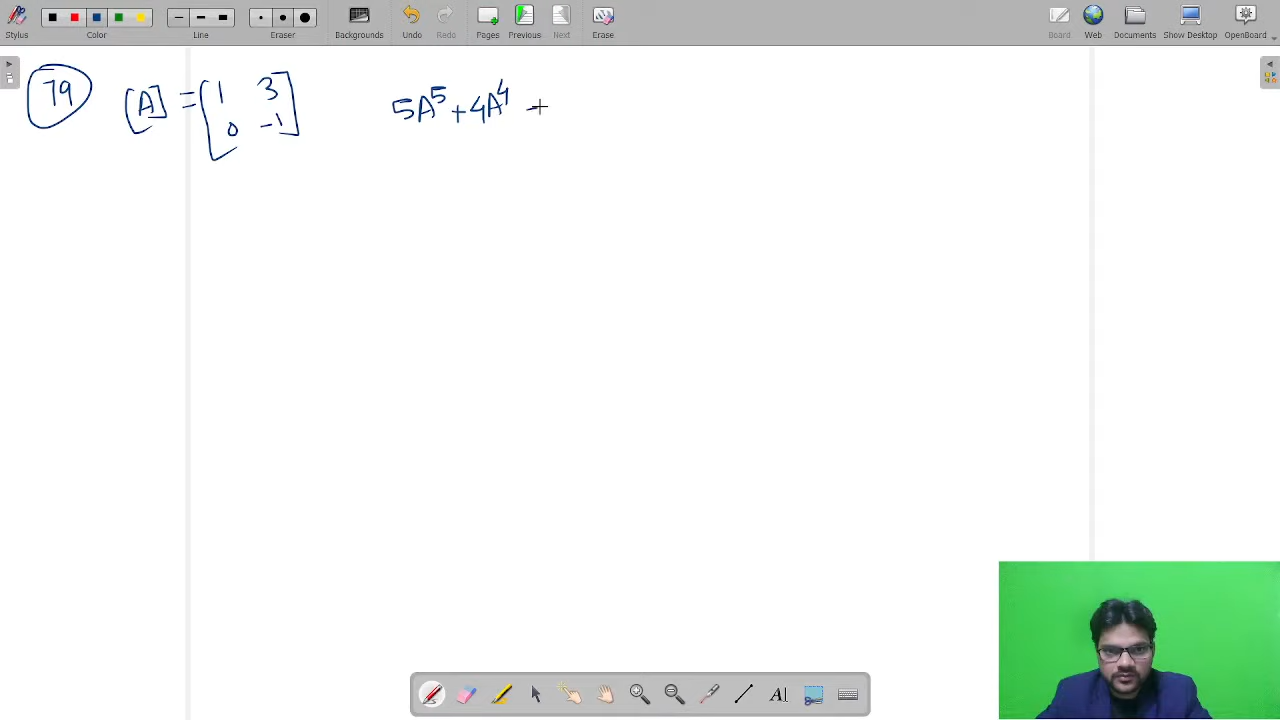 Stylus Color Line Eraser Backgrounds Undo Redo Pages Previous Next Erase Board Web Documents Show Desktop OpenBoard
79 [A] = [1 3 5A⁵ + 4A⁴ +
0 -1]
AI